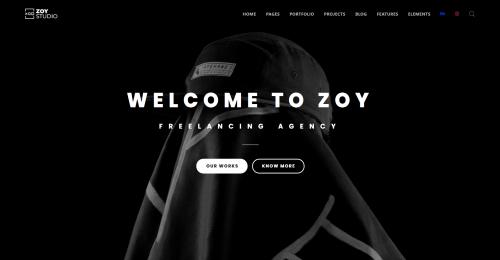 ZOY
STUDIO
HOME PAGES PORTFOLIO PROJECTS BLOG FEATURES ELEMENTS
WELCOME TO ZOY
FREELANCING AGENCY
OUR WORKS KNOW MORE